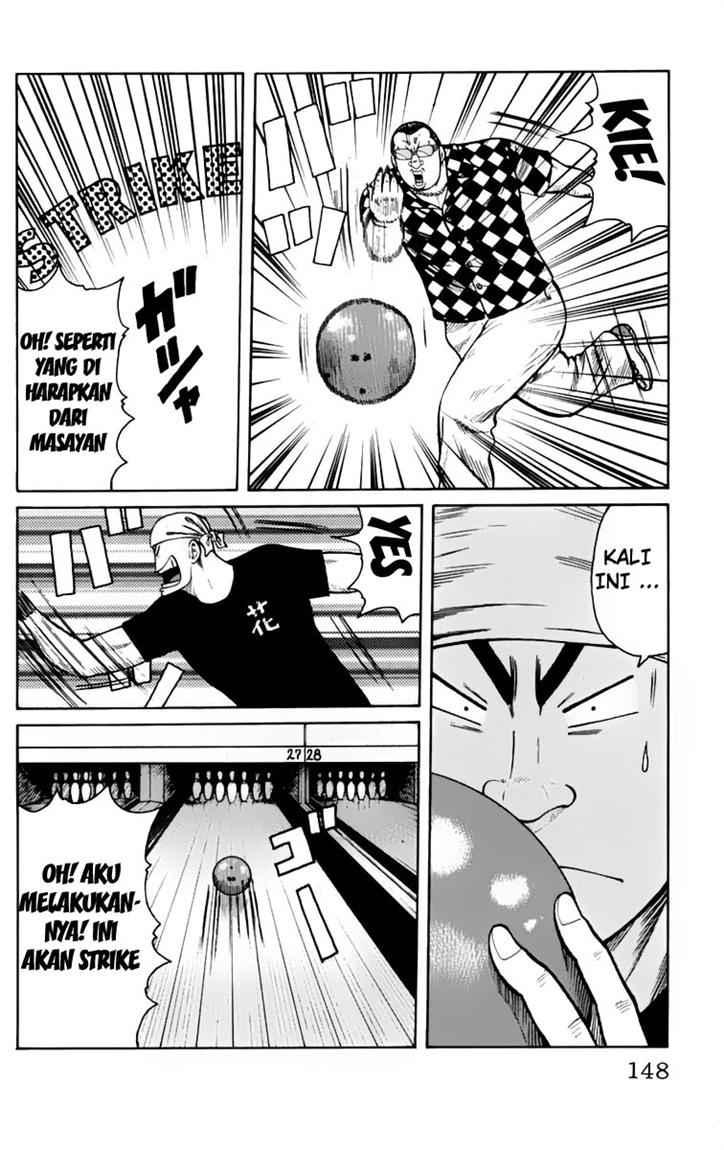 KIE!
STRIKE
ガシャ
OH! SEPERTI
YANG DI
HARAPKAN
DARI
MASAYAN
KALI
INI ...
YES
花
27 28
ゴー
OH! AKU
MELAKUKAN-
NYA! INI
AKAN STRIKE
148